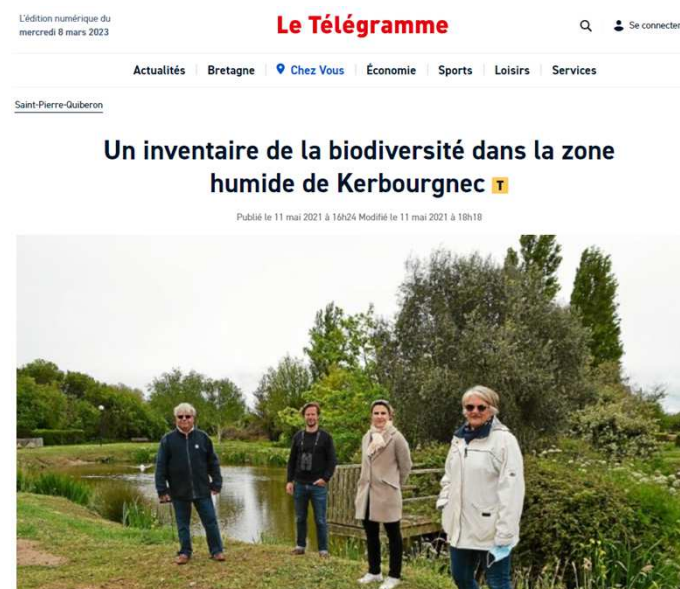 L'édition numérique du
mercredi 8 mars 2023
Le Télégramme
Se connecter
Actualités
Bretagne
Chez Vous
Économie
Sports
Loisirs
Services
Saint-Pierre-Quiberon
Un inventaire de la biodiversité dans la zone
humide de Kerbourgnec T
Publié le 11 mai 2021 à 16h24 Modifié le 11 mai 2021 à 18h18